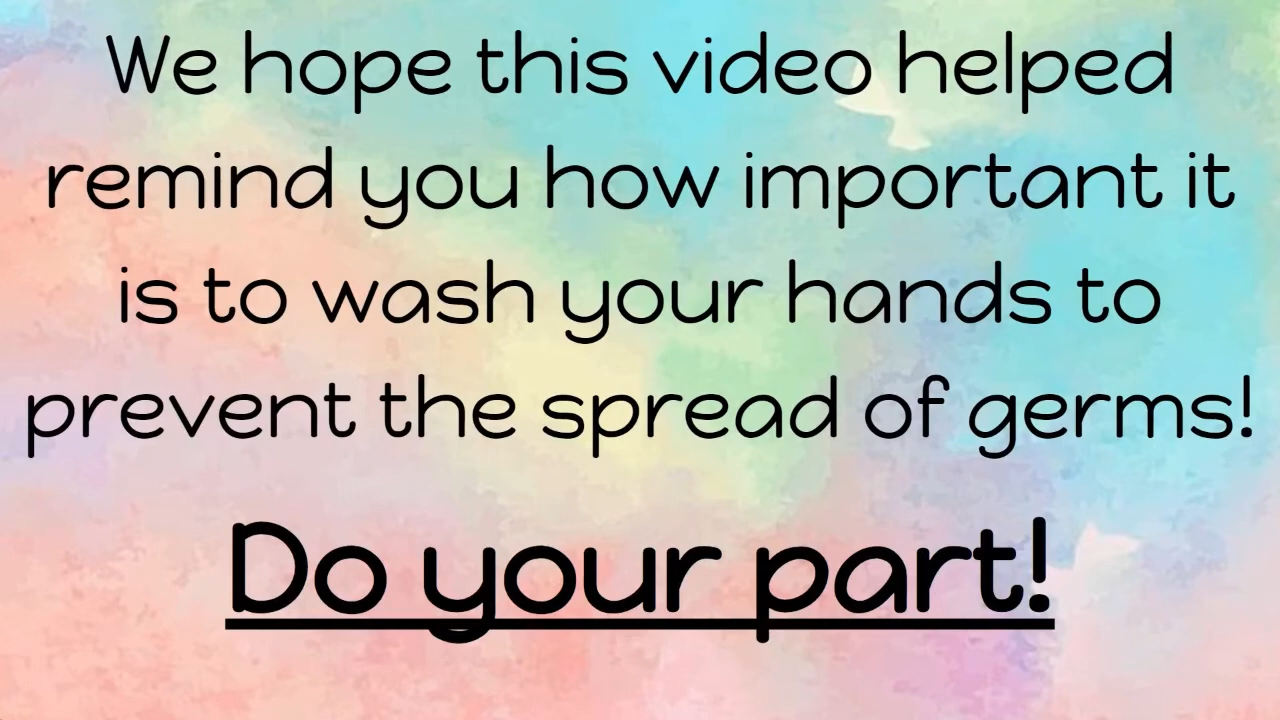 We hope this video helped
remind you how important it
is to wash your hands to
prevent the spread of germs!
Do your part!